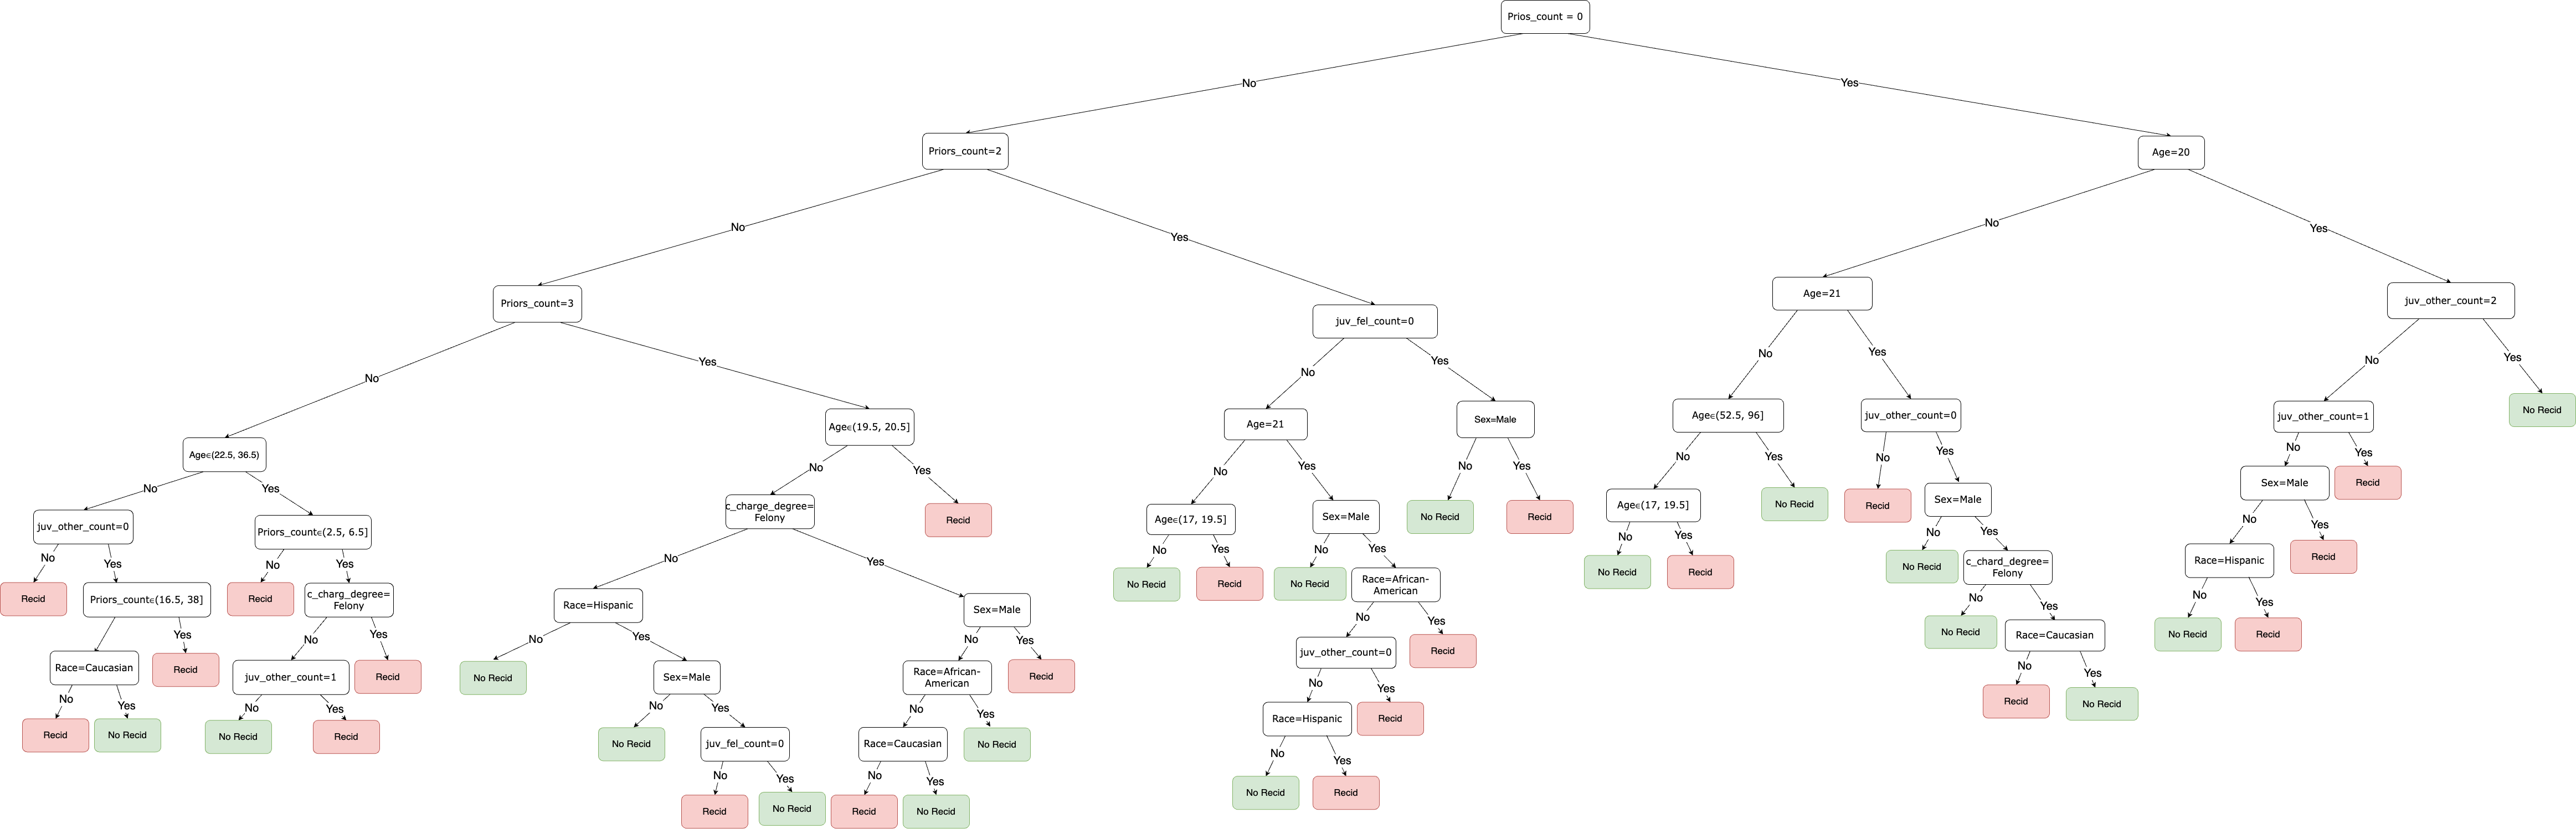 Prios_count = 0
No
Yes
Priors_count=2
Age=20
No
Yes
No
Yes
Priors_count=3
juv_fel_count=0
Age=21
juv_other_count=2
No
Yes
No
Yes
No
Yes
No
Yes
Age∈(22.5, 36.5)
Age∈(19.5, 20.5]
Age=21
Sex=Male
Age∈(52.5, 96]
juv_other_count=0
juv_other_count=1
No Recid
No
Yes
No
Yes
No
Yes
No
Yes
No
Yes
No
Yes
No
Yes
juv_other_count=0
Priors_count∈(2.5, 6.5]
c_charge_degree=
Felony
Recid
Age∈(17, 19.5]
Sex=Male
No Recid
Recid
Age∈(17, 19.5]
No Recid
Recid
Sex=Male
Sex=Male
Recid
No
Yes
No
Yes
No
Yes
No
Yes
No
Yes
No
Yes
No
Yes
No
Yes
Recid
Priors_count∈(16.5, 38]
Recid
c_charg_degree=
Felony
Race=Hispanic
Sex=Male
No Recid
Recid
No Recid
Race=African-
American
No Recid
Recid
No Recid
c_chard_degree=
Felony
Race=Hispanic
Recid
Yes
No
Yes
No
Yes
No
Yes
No
Yes
No
Yes
No
Yes
Race=Caucasian
Recid
juv_other_count=1
Recid
No Recid
Sex=Male
Race=African-
American
Recid
juv_other_count=0
Recid
No Recid
Race=Caucasian
No Recid
Recid
No
Yes
No
Yes
No
Yes
No
Yes
No
Yes
No
Yes
Recid
No Recid
No Recid
Recid
No Recid
juv_fel_count=0
Race=Caucasian
No Recid
Race=Hispanic
Recid
Recid
No Recid
No
Yes
No
Yes
No
Yes
Recid
No Recid
Recid
No Recid
No Recid
Recid